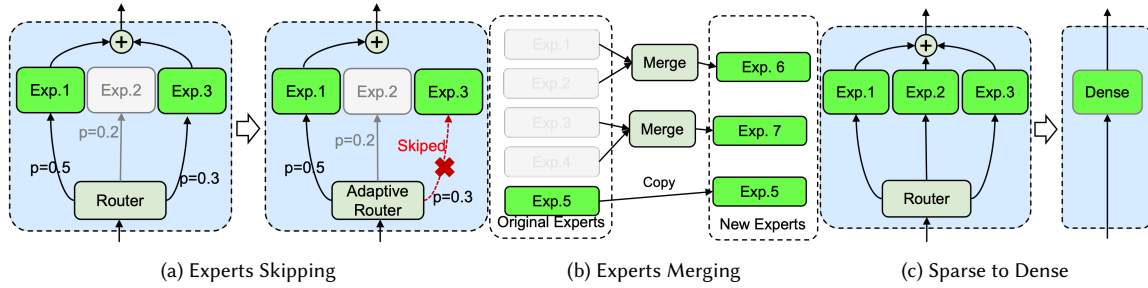 +
Exp.1
Exp.2
Exp.3
p=0.2
p=0.5
p=0.3
Router
+
Exp.1
Exp.2
Exp.3
p=0.2
Skiped
p=0.5
p=0.3
Adaptive
Router
(a) Experts Skipping
Exp.1
Exp.2
Exp.3
Exp.4
Exp.5
Original Experts
Merge
Merge
Copy
Exp. 6
Exp. 7
Exp.5
New Experts
(b) Experts Merging
+
Exp.1
Exp.2
Exp.3
Router
Dense
(c) Sparse to Dense